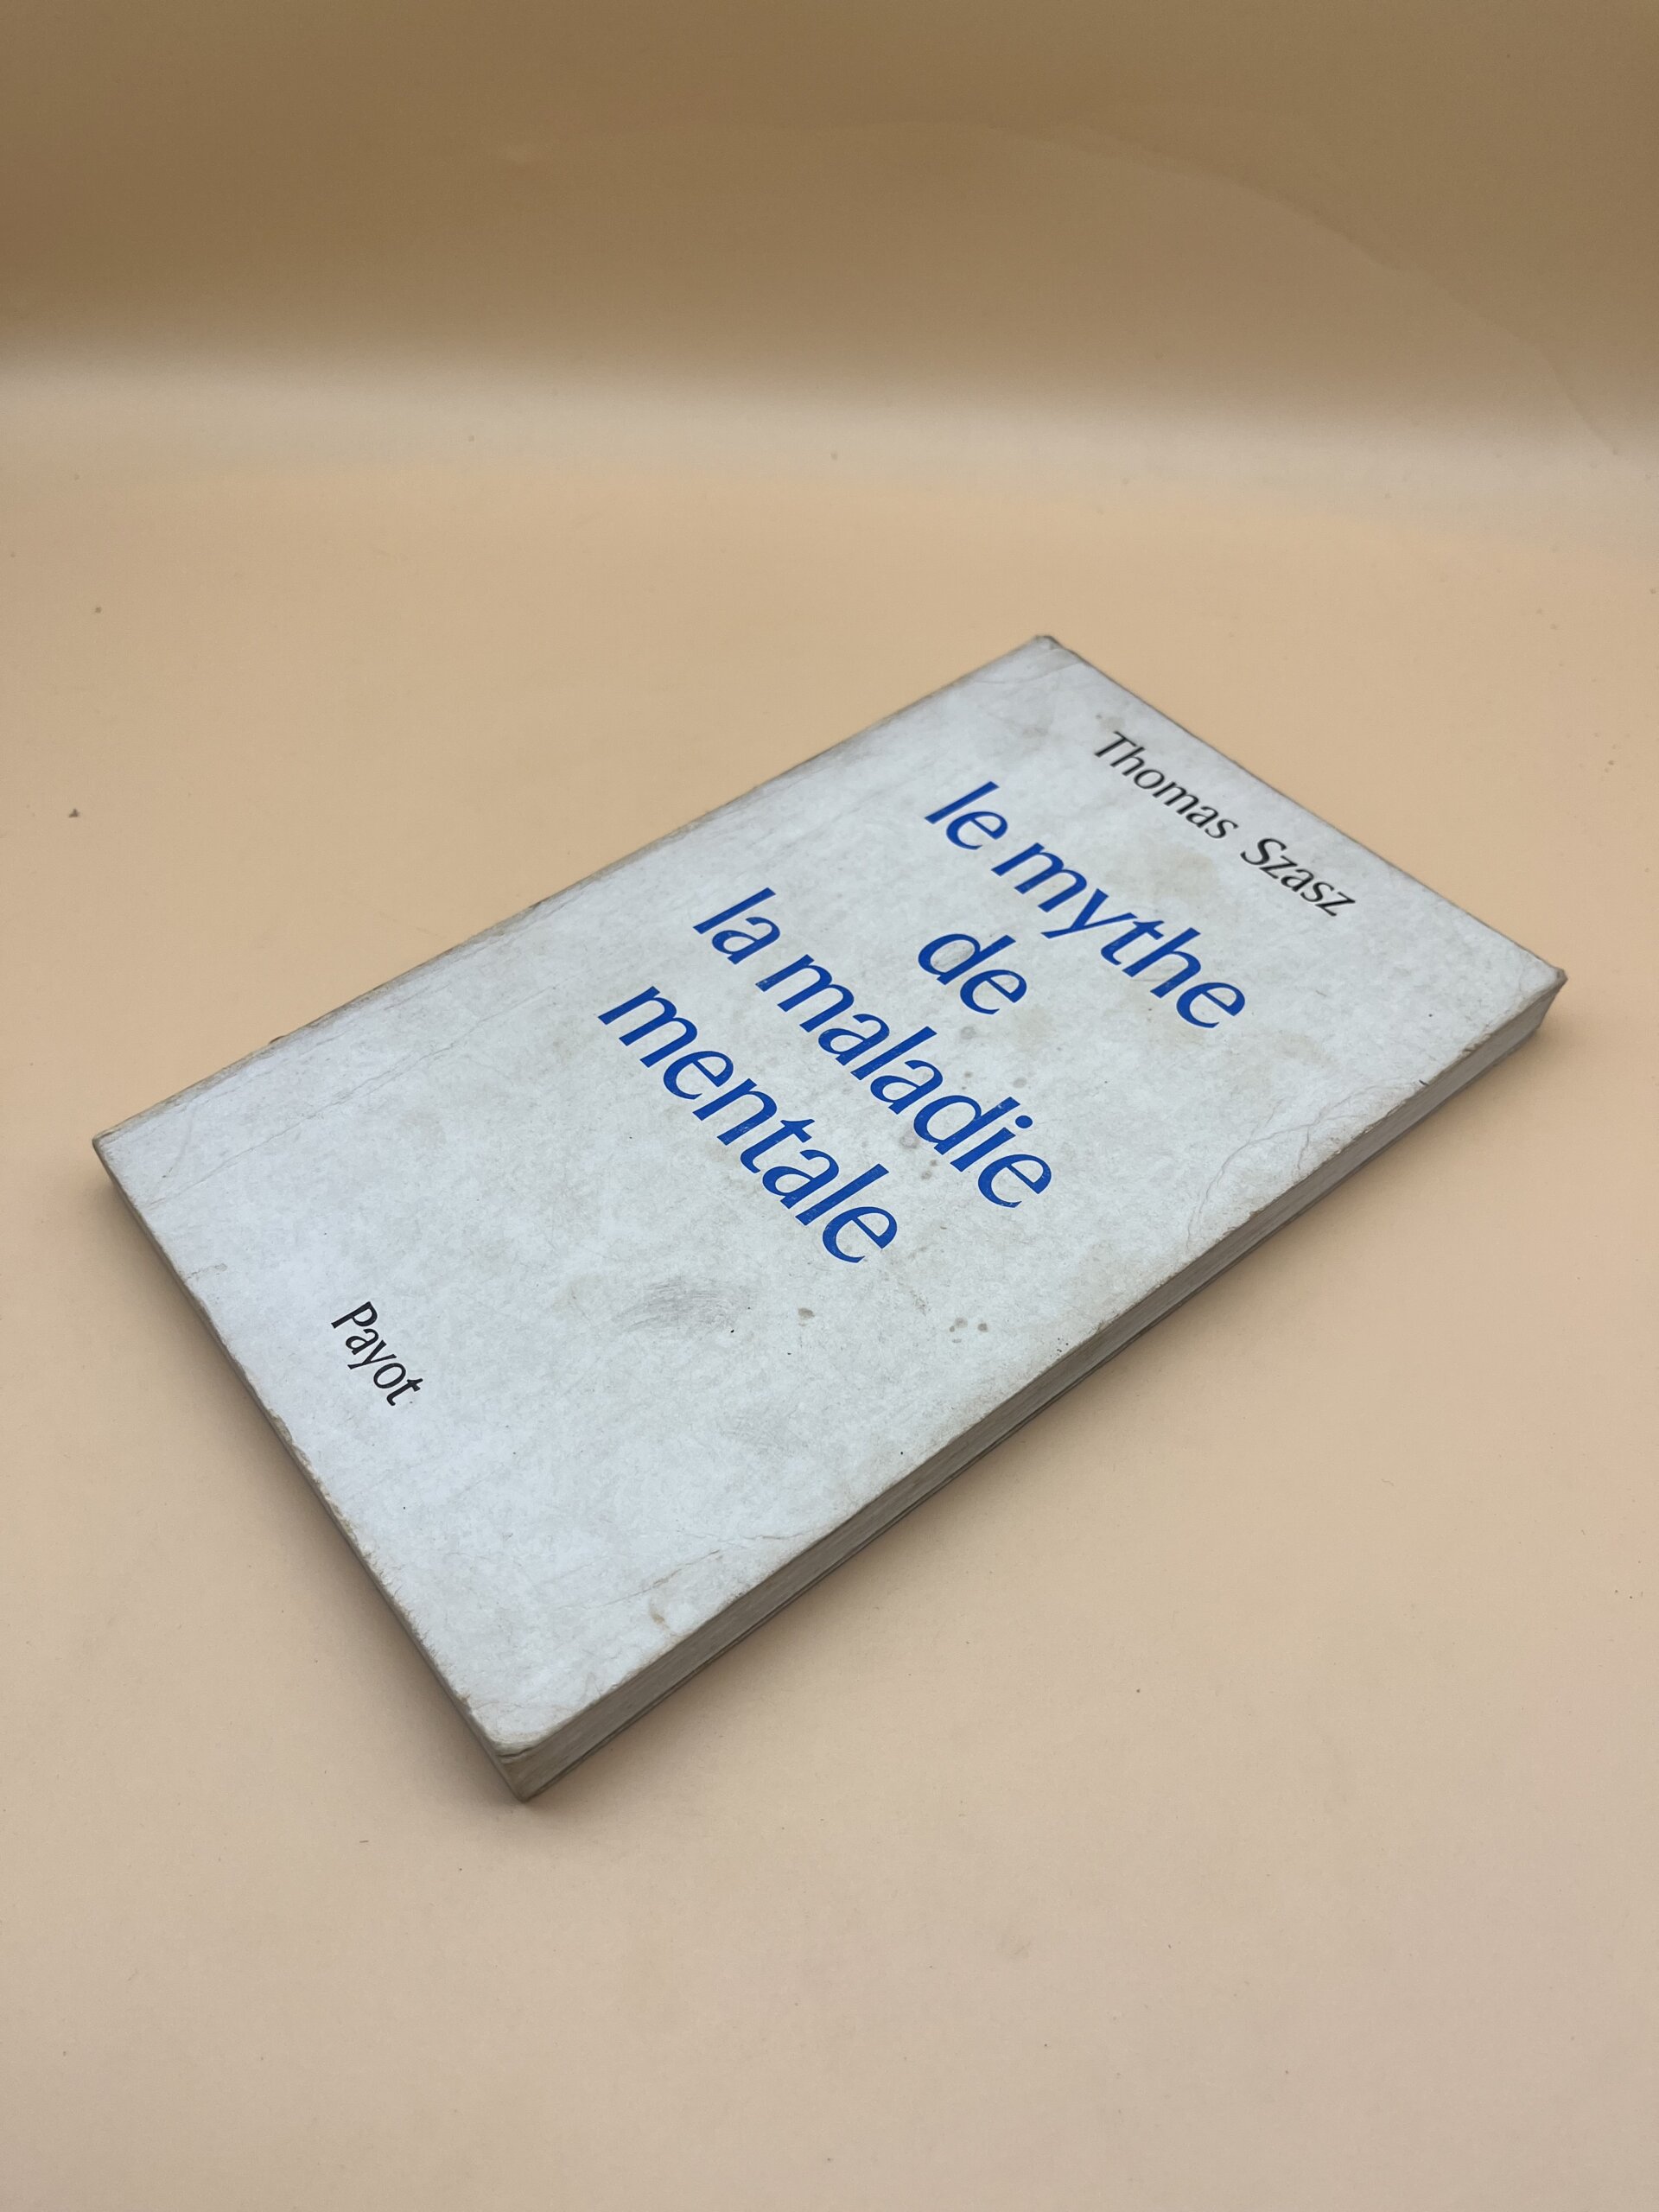 Thomas Szasz
le mythe
de
la maladie
mentale
Payot